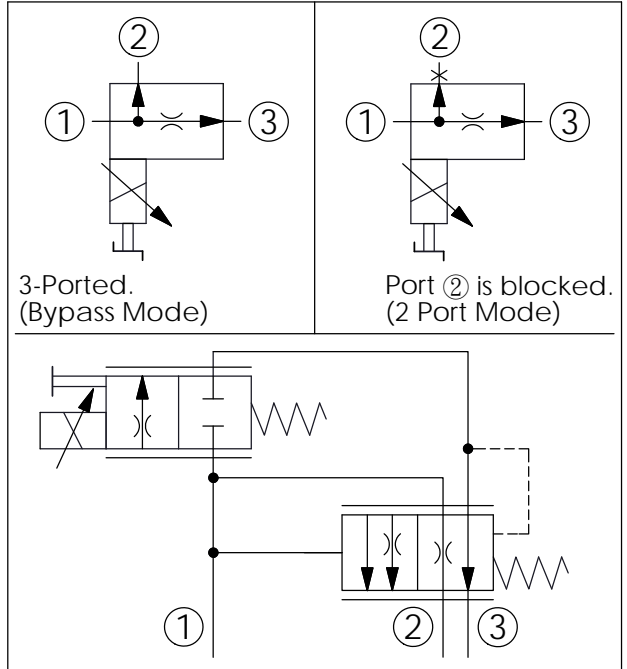 ②
① ③
3-Ported.
(Bypass Mode)
②
① ③
Port ② is blocked.
(2 Port Mode)
① ② ③